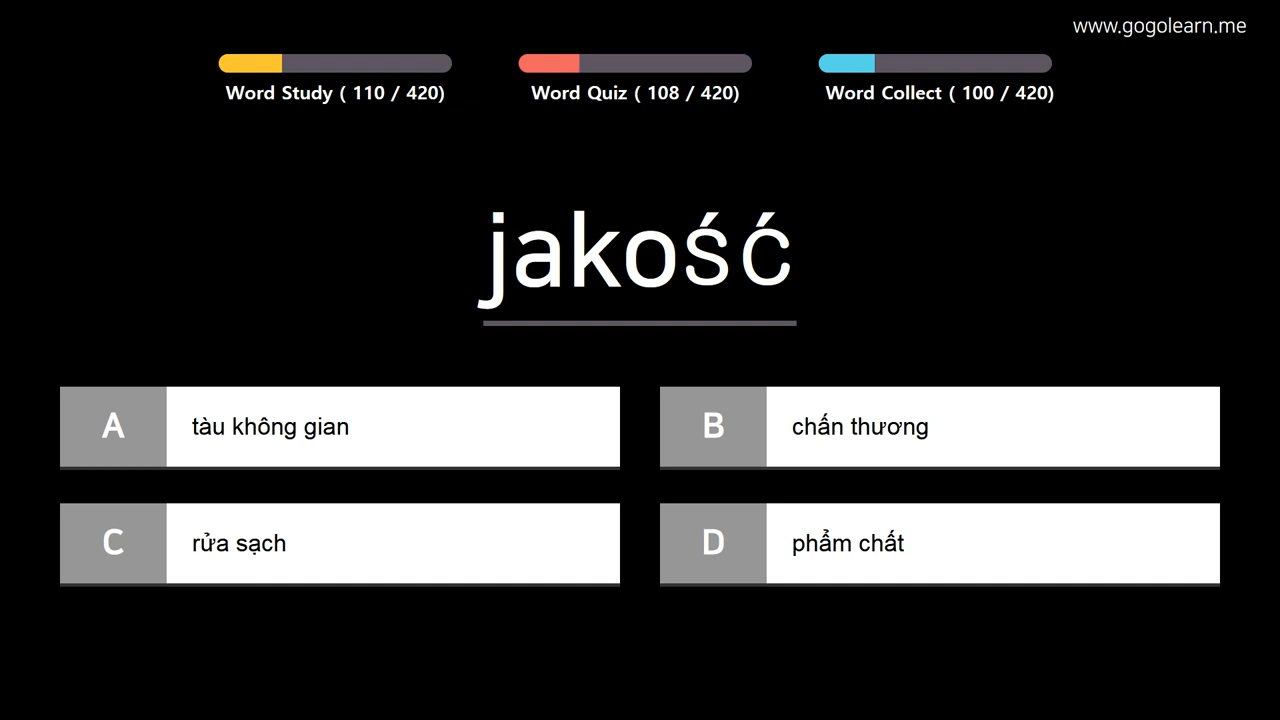 www.gogolearn.me
Word Study ( 110 / 420)
Word Quiz ( 108 / 420)
Word Collect ( 100 / 420)
jakość
A
tàu không gian
B
chấn thương
C
rửa sạch
D
phẩm chất